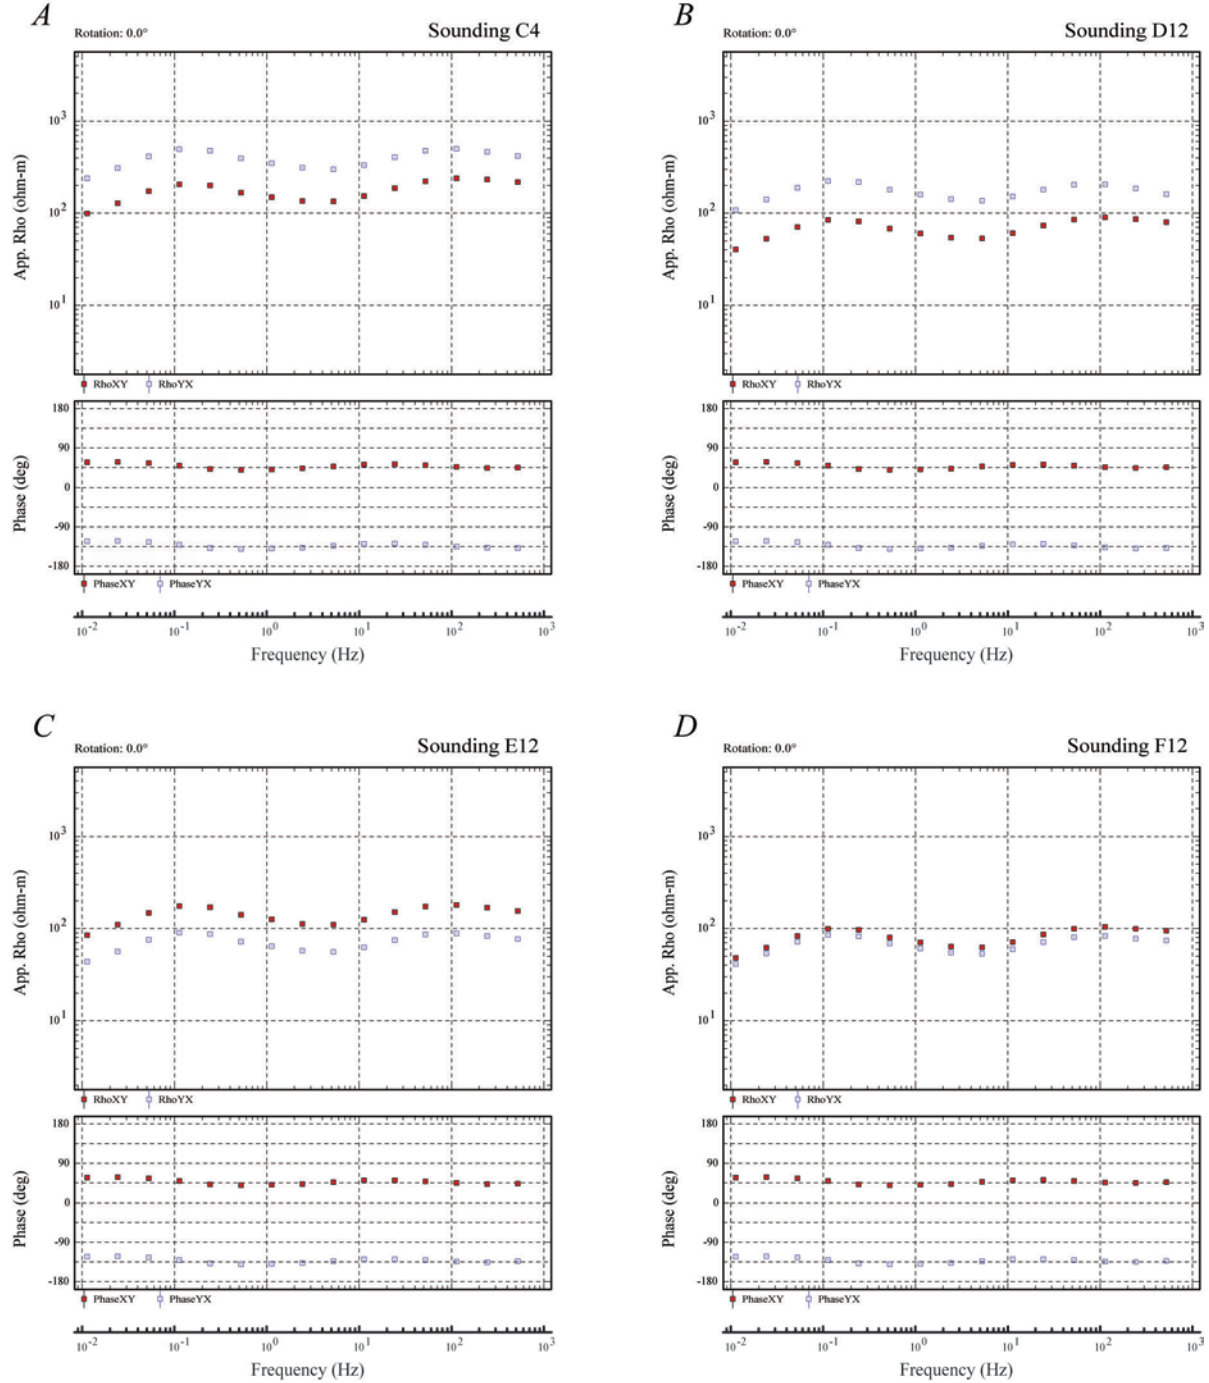 A
Rotation: 0.0°
Sounding C4
App. Rho (ohm-m)
10³
10²
10¹
RhoXY RhoYX
Phase (deg)
180
90
0
-90
-180
PhaseXY PhaseYX
10⁻² 10⁻¹ 10⁰ 10¹ 10² 10³
Frequency (Hz)
B
Rotation: 0.0°
Sounding D12
App. Rho (ohm-m)
10³
10²
10¹
RhoXY RhoYX
Phase (deg)
180
90
0
-90
-180
PhaseXY PhaseYX
10⁻² 10⁻¹ 10⁰ 10¹ 10² 10³
Frequency (Hz)
C
Rotation: 0.0°
Sounding E12
App. Rho (ohm-m)
10³
10²
10¹
RhoXY RhoYX
Phase (deg)
180
90
0
-90
-180
PhaseXY PhaseYX
10⁻² 10⁻¹ 10⁰ 10¹ 10² 10³
Frequency (Hz)
D
Rotation: 0.0°
Sounding F12
App. Rho (ohm-m)
10³
10²
10¹
RhoXY RhoYX
Phase (deg)
180
90
0
-90
-180
PhaseXY PhaseYX
10⁻² 10⁻¹ 10⁰ 10¹ 10² 10³
Frequency (Hz)